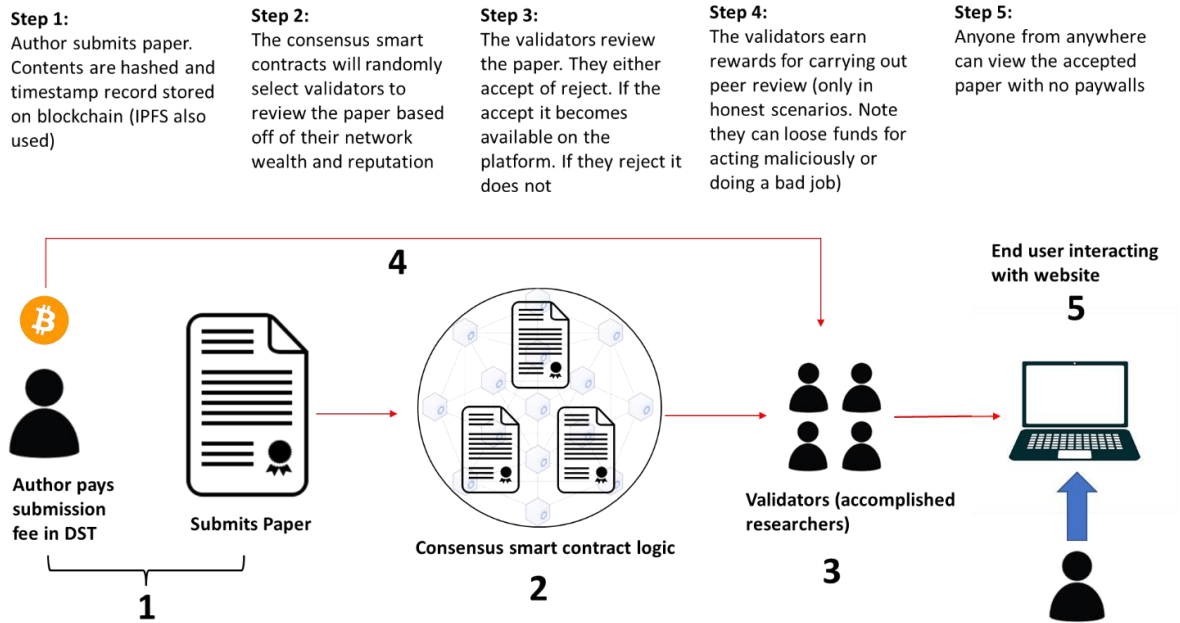 Step 1:
Author submits paper.
Contents are hashed and
timestamp record stored
on blockchain (IPFS also
used)
Step 2:
The consensus smart
contracts will randomly
select validators to
review the paper based
off of their network
wealth and reputation
Step 3:
The validators review
the paper. They either
accept of reject. If the
accept it becomes
available on the
platform. If they reject it
does not
Step 4:
The validators earn
rewards for carrying out
peer review (only in
honest scenarios. Note
they can loose funds for
acting maliciously or
doing a bad job)
Step 5:
Anyone from anywhere
can view the accepted
paper with no paywalls
4
End user interacting
with website
5
Author pays
submission
fee in DST
Submits Paper
1
Consensus smart contract logic
2
Validators (accomplished
researchers)
3